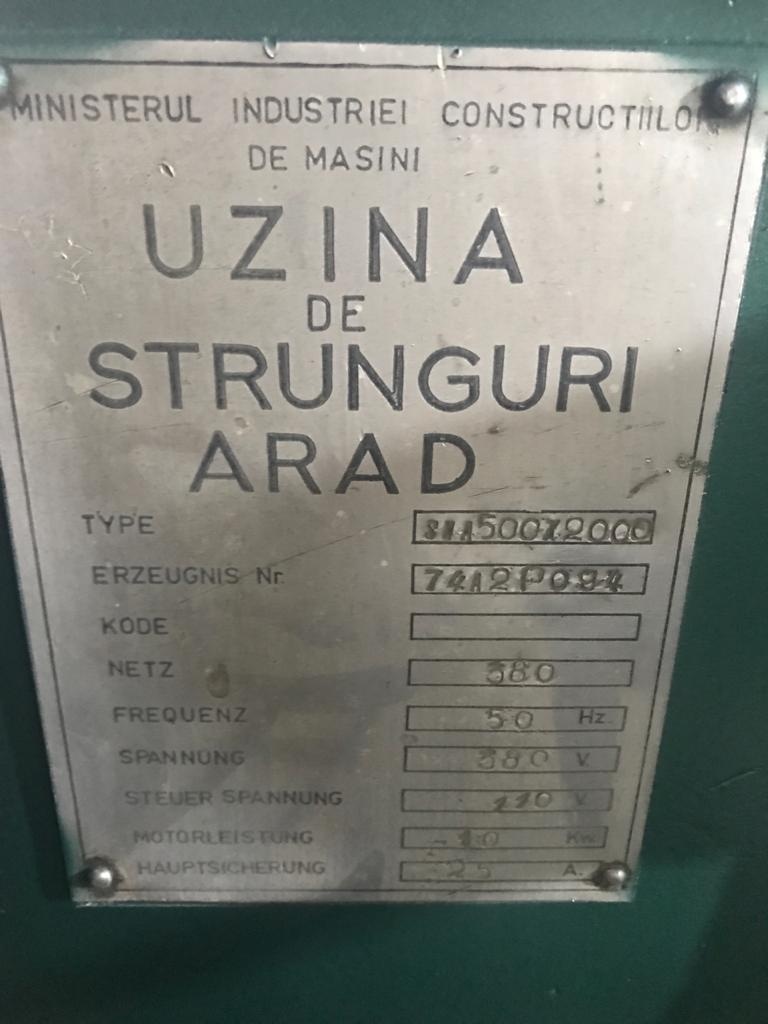 MINISTERUL INDUSTRIEI CONSTRUCTIILOR
DE MASINI
UZINA
DE
STRUNGURI
ARAD
TYPE
ERZEUGNIS Nr. 74A2P094
KODE
NETZ 380
FREQUENZ 50 Hz.
SPANNUNG 380 V.
STEUER SPANNUNG 110 V.
MOTORLEISTUNG 10 Kw.
HAUPTSICHERUNG 25 A.